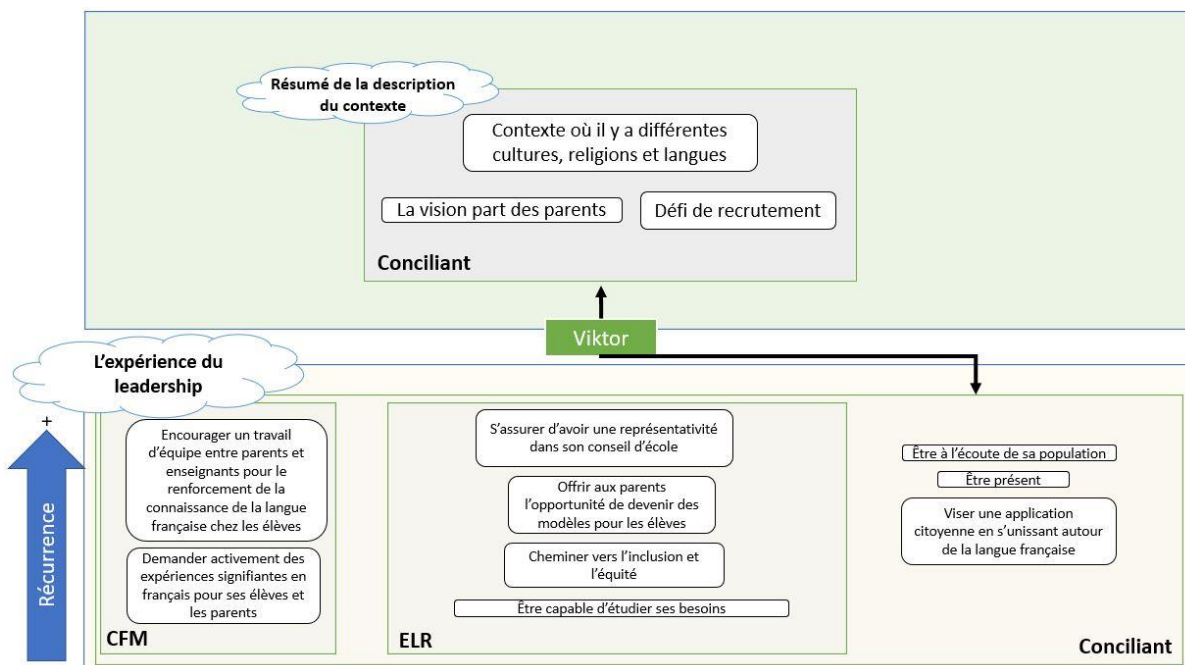 Résumé de la description
du contexte
Contexte où il y a différentes
cultures, religions et langues
La vision part des parents
Défi de recrutement
Conciliant
Viktor
L'expérience du
leadership
+
Récurrence
Encourager un travail
d'équipe entre parents et
enseignants pour le
renforcement de la
connaissance de la langue
française chez les élèves
Demander activement des
expériences signifiantes en
français pour ses élèves et
les parents
CFM
S'assurer d'avoir une représentativité
dans son conseil d'école
Offrir aux parents
l'opportunité de devenir des
modèles pour les élèves
Cheminer vers l'inclusion et
l'équité
Être capable d'étudier ses besoins
ELR
Être à l'écoute de sa population
Être présent
Viser une application
citoyenne en s'unissant autour
de la langue française
Conciliant